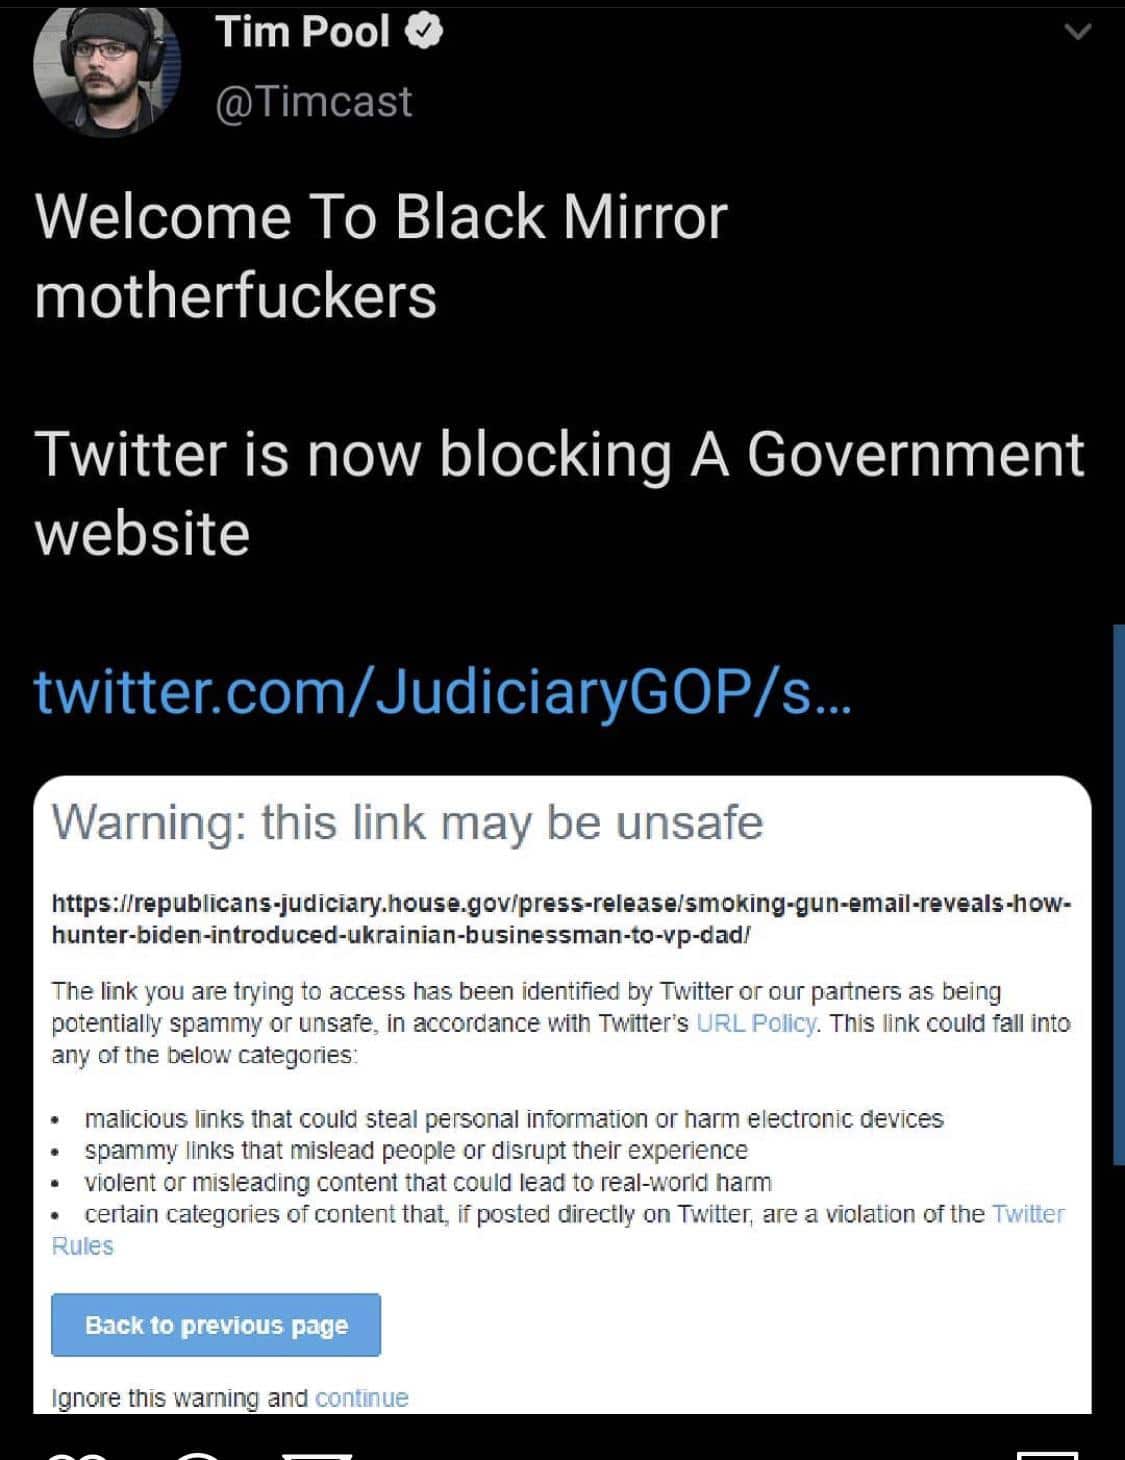 Tim Pool
@Timcast
Welcome To Black Mirror
motherfuckers
Twitter is now blocking A Government
website
twitter.com/JudiciaryGOP/s...
Warning: this link may be unsafe
https://republicans-judiciary.house.gov/press-release/smoking-gun-email-reveals-how-
hunter-biden-introduced-ukrainian-businessman-to-vp-dad/
The link you are trying to access has been identified by Twitter or our partners as being
potentially spammy or unsafe, in accordance with Twitter's URL Policy. This link could fall into
any of the below categories:
• malicious links that could steal personal information or harm electronic devices
• spammy links that mislead people or disrupt their experience
• violent or misleading content that could lead to real-world harm
• certain categories of content that, if posted directly on Twitter, are a violation of the Twitter
Rules
Back to previous page
Ignore this warning and continue